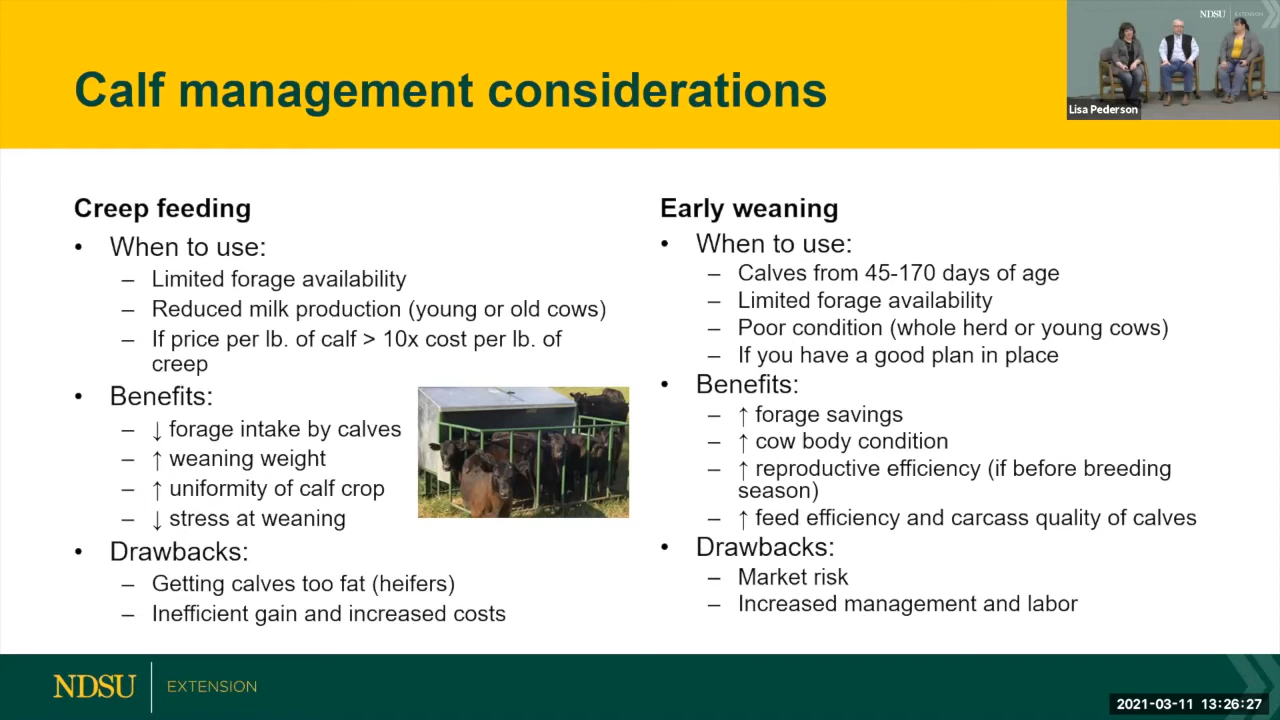 Calf management considerations
NDSU EXTENSION
Lisa Pederson
Creep feeding
• When to use:
– Limited forage availability
– Reduced milk production (young or old cows)
– If price per lb. of calf > 10x cost per lb. of
creep
• Benefits:
– ↓ forage intake by calves
– ↑ weaning weight
– ↑ uniformity of calf crop
– ↓ stress at weaning
• Drawbacks:
– Getting calves too fat (heifers)
– Inefficient gain and increased costs
Early weaning
• When to use:
– Calves from 45-170 days of age
– Limited forage availability
– Poor condition (whole herd or young cows)
– If you have a good plan in place
• Benefits:
– ↑ forage savings
– ↑ cow body condition
– ↑ reproductive efficiency (if before breeding
season)
– ↑ feed efficiency and carcass quality of calves
• Drawbacks:
– Market risk
– Increased management and labor
NDSU EXTENSION
2021-03-11 13:26:27